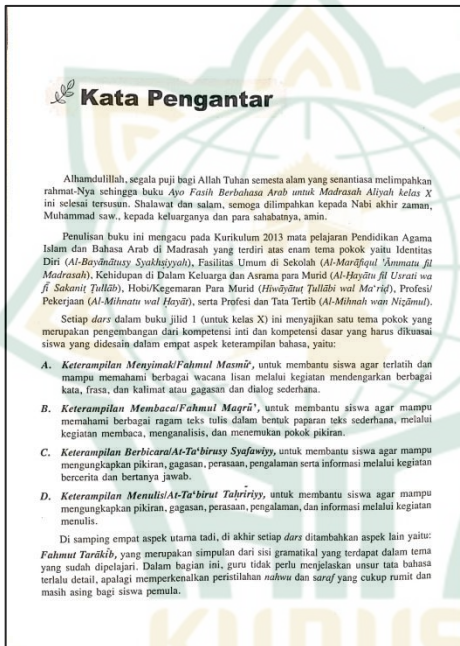 Kata Pengantar
Alhamdulillah, segala puji bagi Allah Tuhan semesta alam yang senantiasa melimpahkan
rahmat-Nya sehingga buku Ayo Fasih Berbahasa Arab untuk Madrasah Aliyah kelas X
ini selesai tersusun. Shalawat dan salam, semoga dilimpahkan kepada Nabi akhir zaman,
Muhammad saw., kepada keluarganya dan para sahabatnya, amin.
Penulisan buku ini mengacu pada Kurikulum 2013 mata pelajaran Pendidikan Agama
Islam dan Bahasa Arab di Madrasah yang terdiri atas enam tema pokok yaitu Identitas
Diri (Al-Bayānātusy Syakhṣiyyah), Fasilitas Umum di Sekolah (Al-Marāfiqul 'Āmmatu fil
Madrasah), Kehidupan di Dalam Keluarga dan Asrama para Murid (Al-Ḥayātu fil Usrati wa
fī Sakaniṭ Ṭullāb), Hobi/Kegemaran Para Murid (Hiwāyātuṭ Ṭullābi wal Ma'riḍ), Profesi/
Pekerjaan (Al-Mihnatu wal Ḥayāt), serta Profesi dan Tata Tertib (Al-Mihnah wan Niẓāmul).
Setiap dars dalam buku jilid 1 (untuk kelas X) ini menyajikan satu tema pokok yang
merupakan pengembangan dari kompetensi inti dan kompetensi dasar yang harus dikuasai
siswa yang didesain dalam empat aspek keterampilan bahasa, yaitu:
A. Keterampilan Menyimak/Fahmul Masmū', untuk membantu siswa agar terlatih dan
mampu memahami berbagai wacana lisan melalui kegiatan mendengarkan berbagai
kata, frasa, dan kalimat atau gagasan dan dialog sederhana.
B. Keterampilan Membaca/Fahmul Maqrū', untuk membantu siswa agar mampu
memahami berbagai ragam teks tulis dalam bentuk paparan teks sederhana, melalui
kegiatan membaca, menganalisis, dan menemukan pokok pikiran.
C. Keterampilan Berbicara/At-Ta'birusy Syafawiyy, untuk membantu siswa agar mampu
mengungkapkan pikiran, gagasan, perasaan, pengalaman serta informasi melalui kegiatan
bercerita dan bertanya jawab.
D. Keterampilan Menulis/At-Ta'birut Taḥrīriyy, untuk membantu siswa agar mampu
mengungkapkan pikiran, gagasan, perasaan, pengalaman, dan informasi melalui kegiatan
menulis.
Di samping empat aspek utama tadi, di akhir setiap dars ditambahkan aspek lain yaitu:
Fahmut Tarākīb, yang merupakan simpulan dari sisi gramatikal yang terdapat dalam tema
yang sudah dipelajari. Dalam bagian ini, guru tidak perlu menjelaskan unsur tata bahasa
terlalu detail, apalagi memperkenalkan peristilahan nahwu dan saraf yang cukup rumit dan
masih asing bagi siswa pemula.